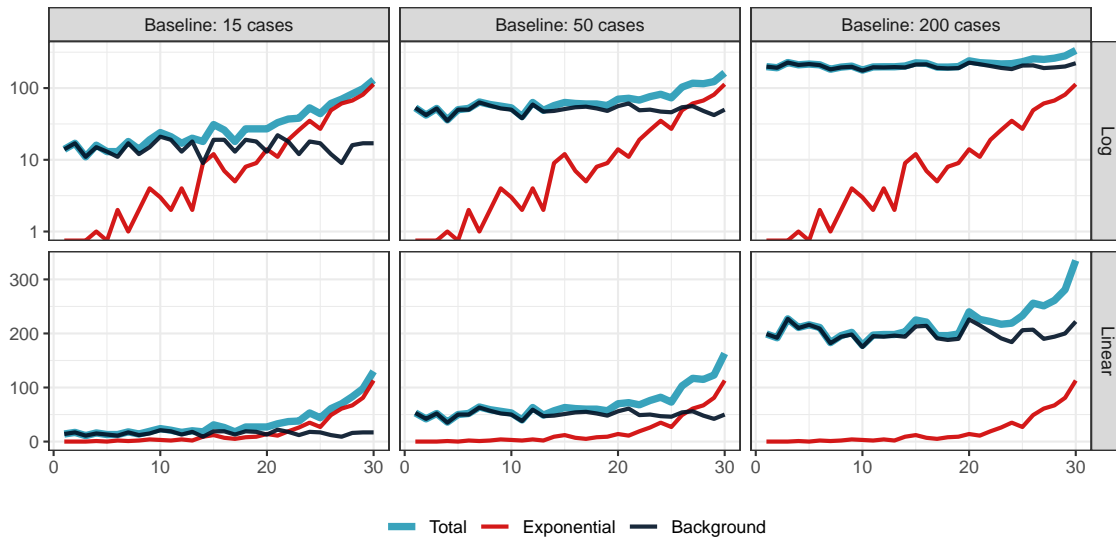 Baseline: 15 cases
Baseline: 50 cases
Baseline: 200 cases
100
10
1
Log
300
200
100
0
Linear
0 10 20 30
0 10 20 30
0 10 20 30
Total Exponential Background